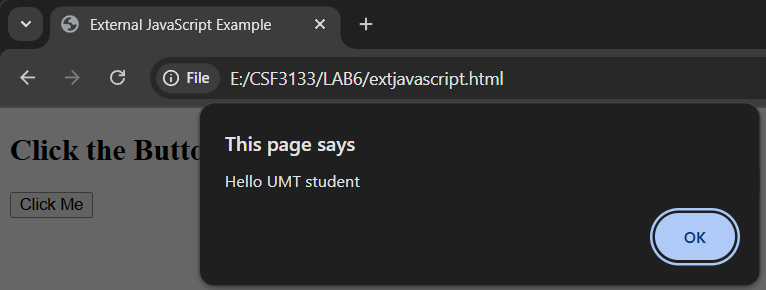 External JavaScript Example
File E:/CSF3133/LAB6/extjavascript.html
This page says
Hello UMT student
OK
Click the
Click Me